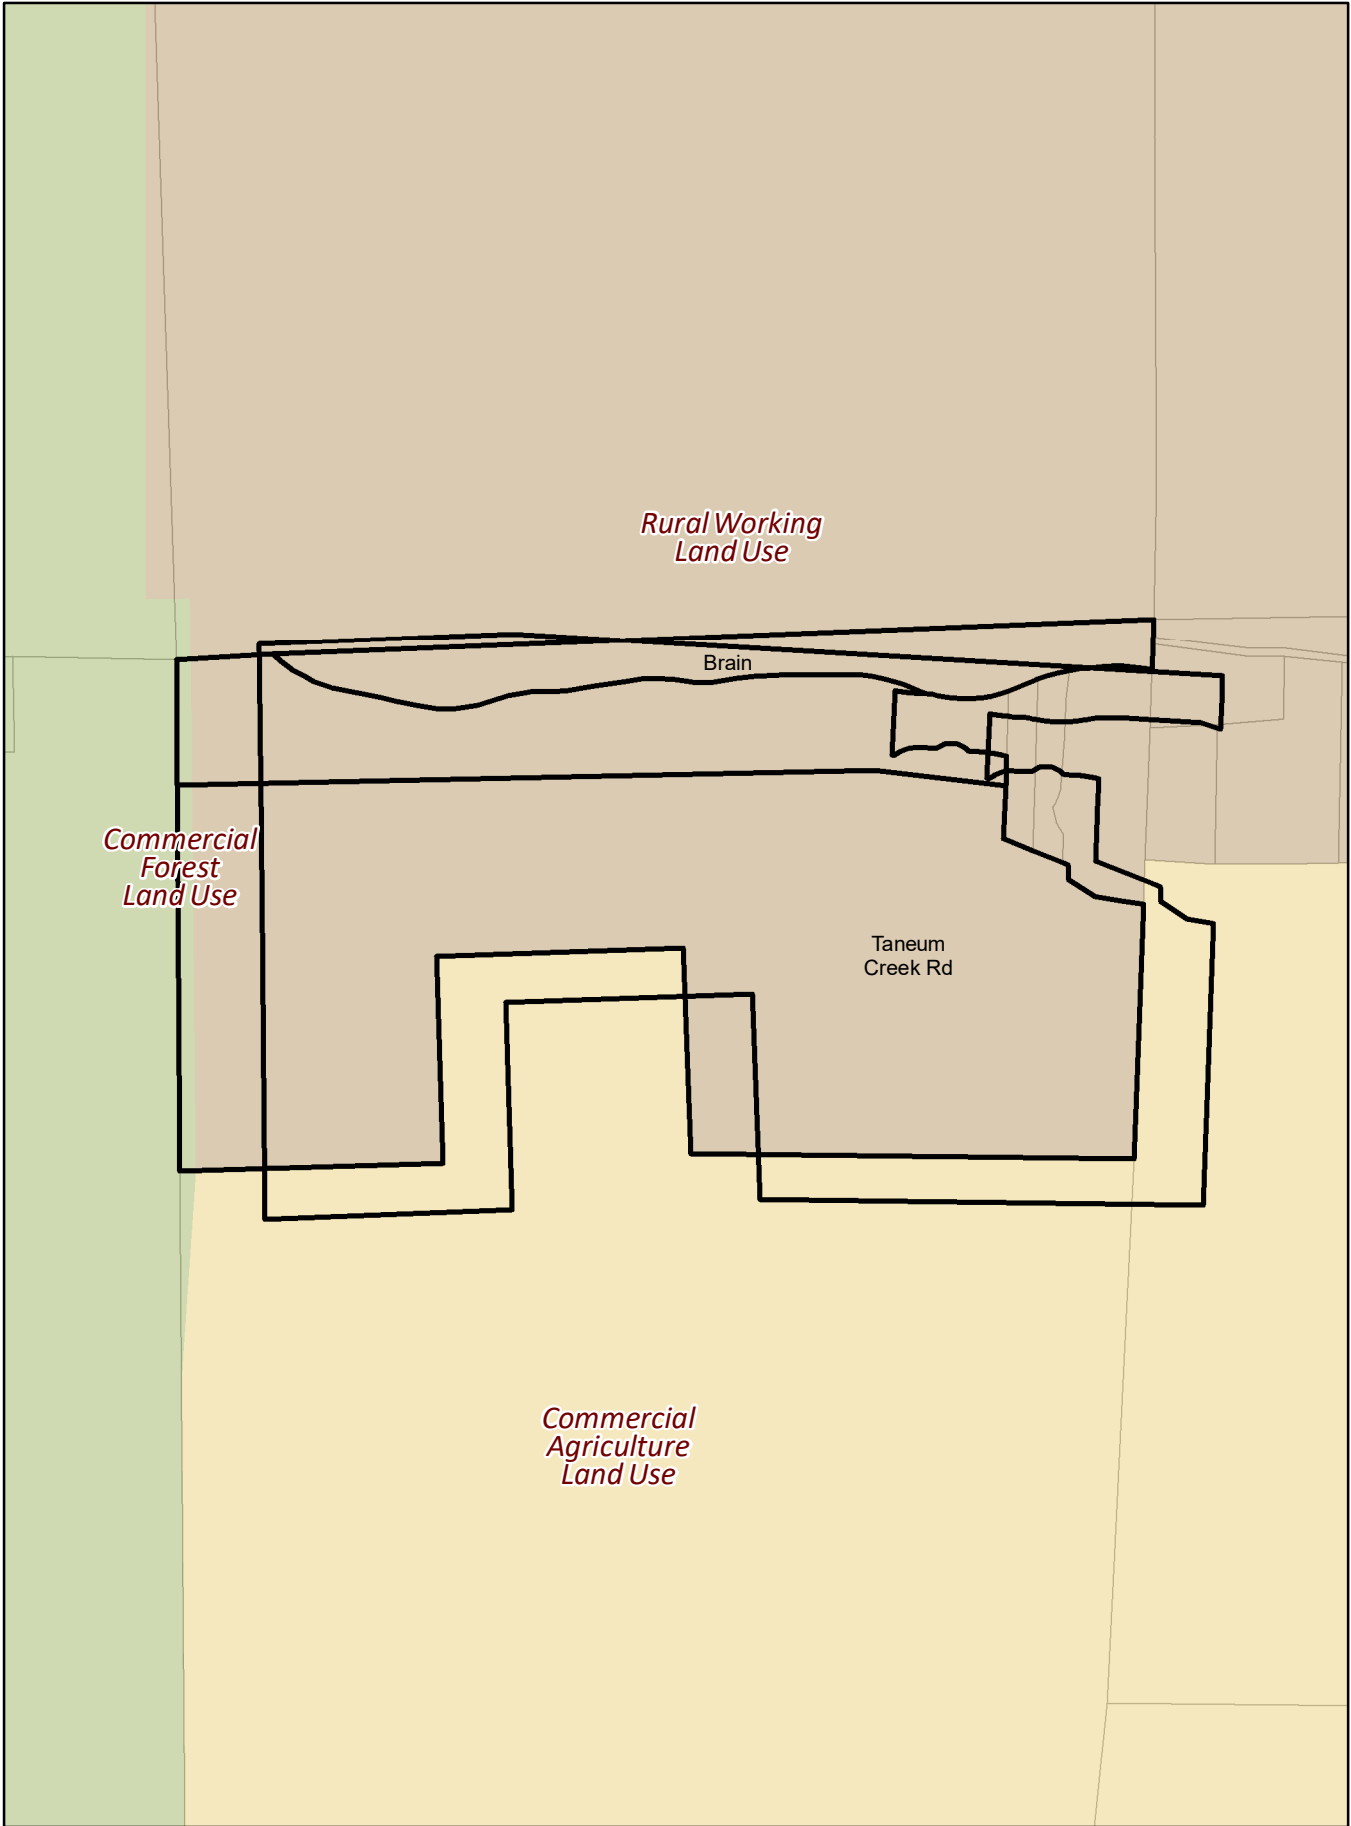 Rural Working
Land Use
Brain
Commercial
Forest
Land Use
Taneum
Creek Rd
Commercial
Agriculture
Land Use